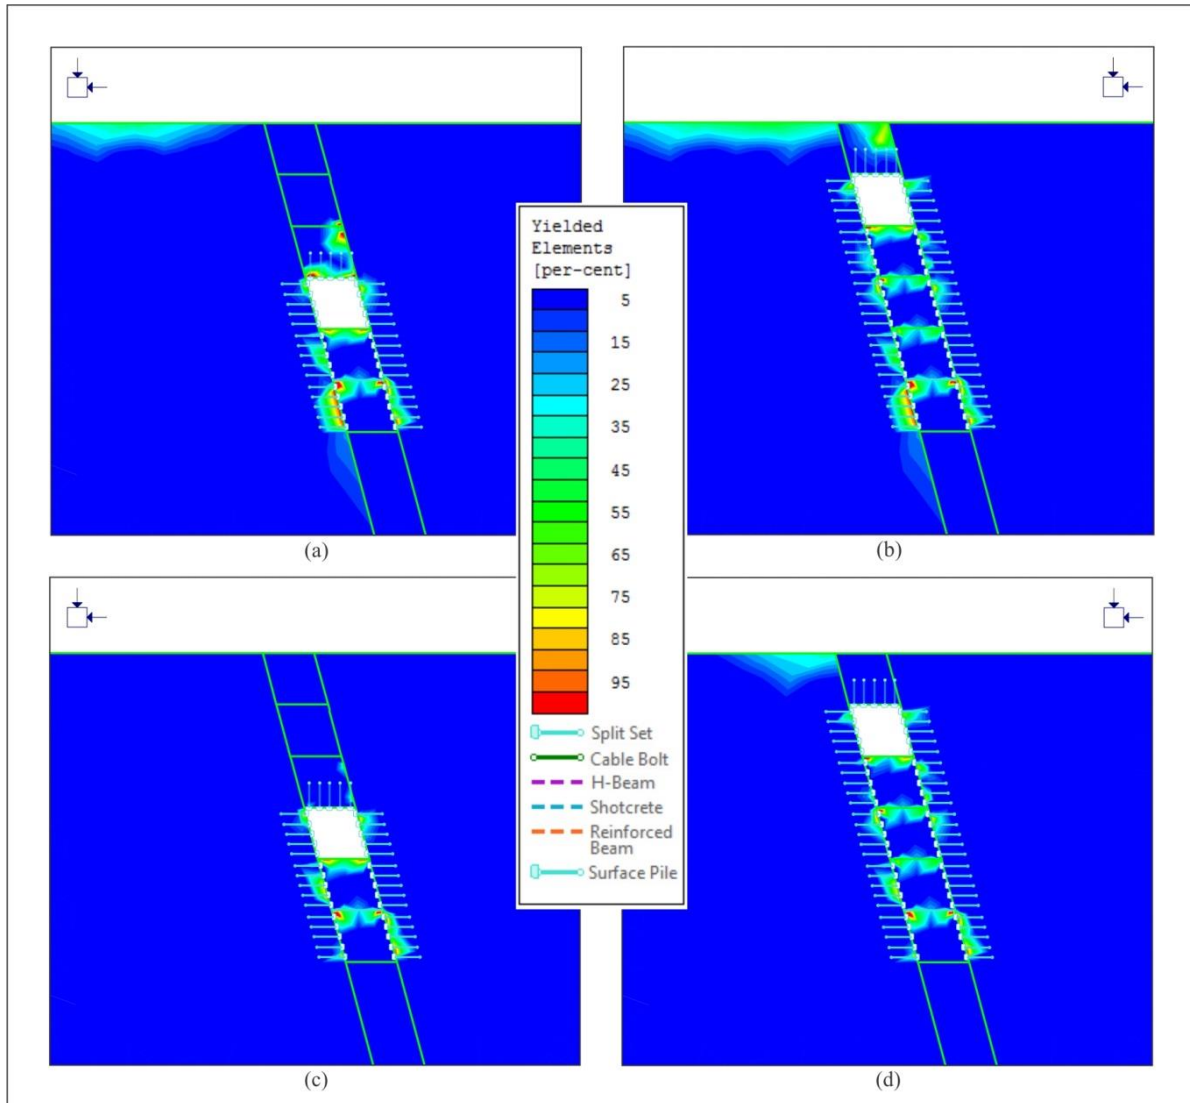 Yielded
Elements
[per-cent]
5
15
25
35
45
55
65
75
85
95
Split Set
Cable Bolt
H-Beam
Shotcrete
Reinforced
Beam
Surface Pile
(a)
(b)
(c)
(d)